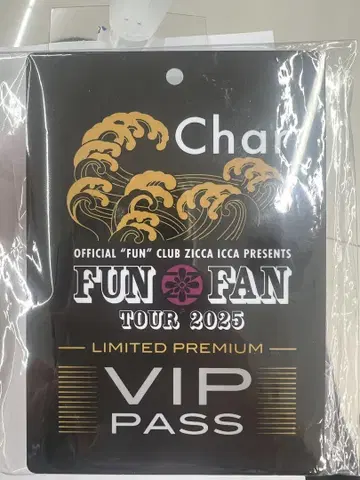 Char
OFFICIAL "FUN" CLUB ZICCA ICCA PRESENTS
FUN FAN
TOUR 2025
LIMITED PREMIUM
VIP
PASS